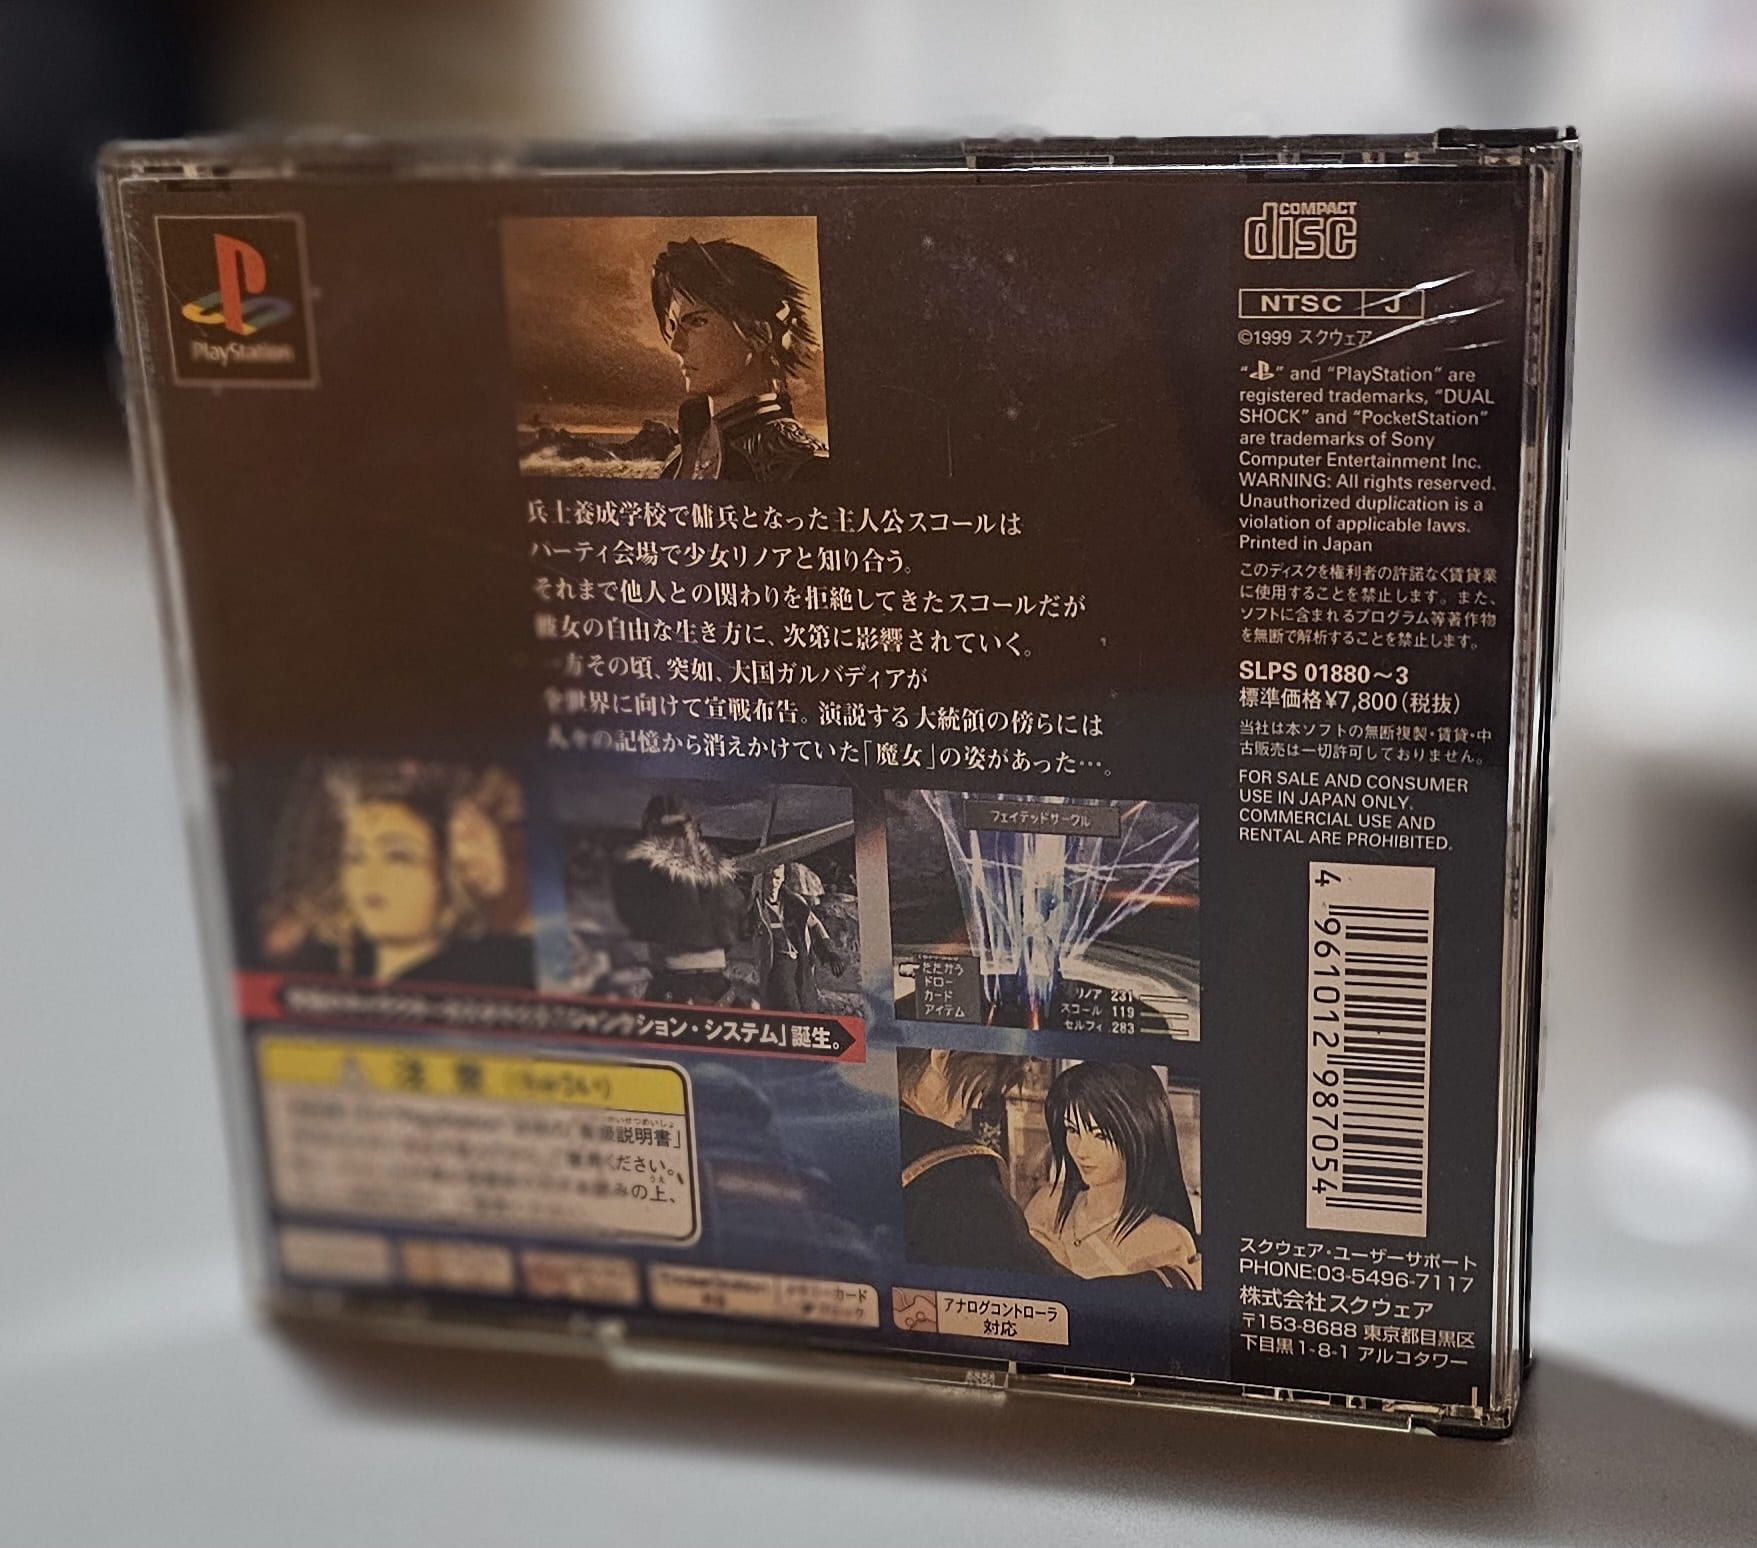 PlayStation
兵士養成学校で傭兵となった主人公スコールは
パーティ会場で少女リノアと知り合う。
それまで他人との関わりを拒絶してきたスコールだが
彼女の自由な生き方に、次第に影響されていく。
一方その頃、突如、大国ガルバディアが
全世界に向けて宣戦布告。演説する大統領の傍らには
人々の記憶から消えかけていた「魔女」の姿があった…。
フェイテッドサークル
たたかう
ドロー
カード
アイテム
リノア 231
スコール 119
セルフィ 283
「ジャンクション・システム」誕生。
注意
取扱説明書」
ください。
みの上、
アナログコントローラ
対応
COMPACT
disc
NTSC J
©1999 スクウェア
" " and "PlayStation" are
registered trademarks, "DUAL
SHOCK" and "PocketStation"
are trademarks of Sony
Computer Entertainment Inc.
WARNING: All rights reserved.
Unauthorized duplication is a
violation of applicable laws.
Printed in Japan
このディスクを権利者の許諾なく賃貸業
に使用することを禁止します。また、
ソフトに含まれるプログラム等著作物
を無断で解析することを禁止します。
SLPS 01880～3
標準価格¥7,800(税抜)
当社は本ソフトの無断複製・賃貸・中
古販売は一切許可しておりません。
FOR SALE AND CONSUMER
USE IN JAPAN ONLY.
COMMERCIAL USE AND
RENTAL ARE PROHIBITED.
4 961012 987054
スクウェア・ユーザーサポート
PHONE:03-5496-7117
株式会社スクウェア
〒153-8688 東京都目黒区
下目黒1-8-1 アルコタワー